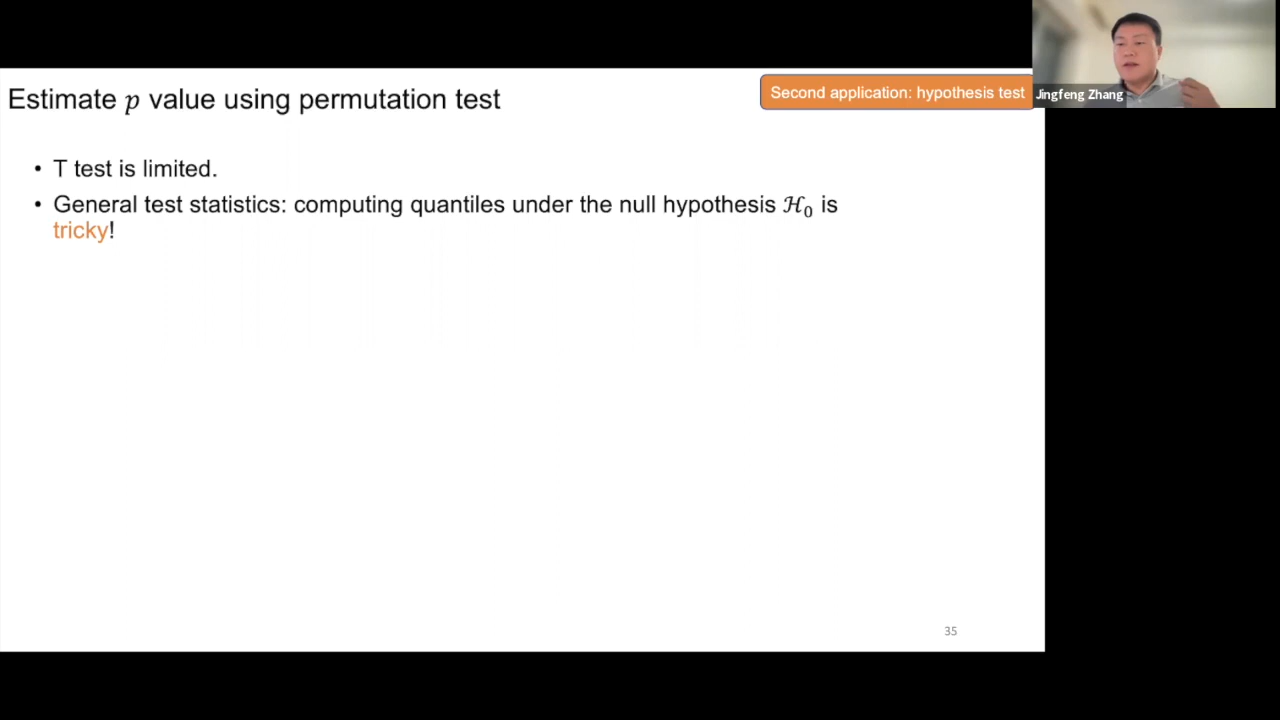 Estimate p value using permutation test
Second application: hypothesis test
Jingfeng Zhang
• T test is limited.
• General test statistics: computing quantiles under the null hypothesis ℋ₀ is
tricky!
35